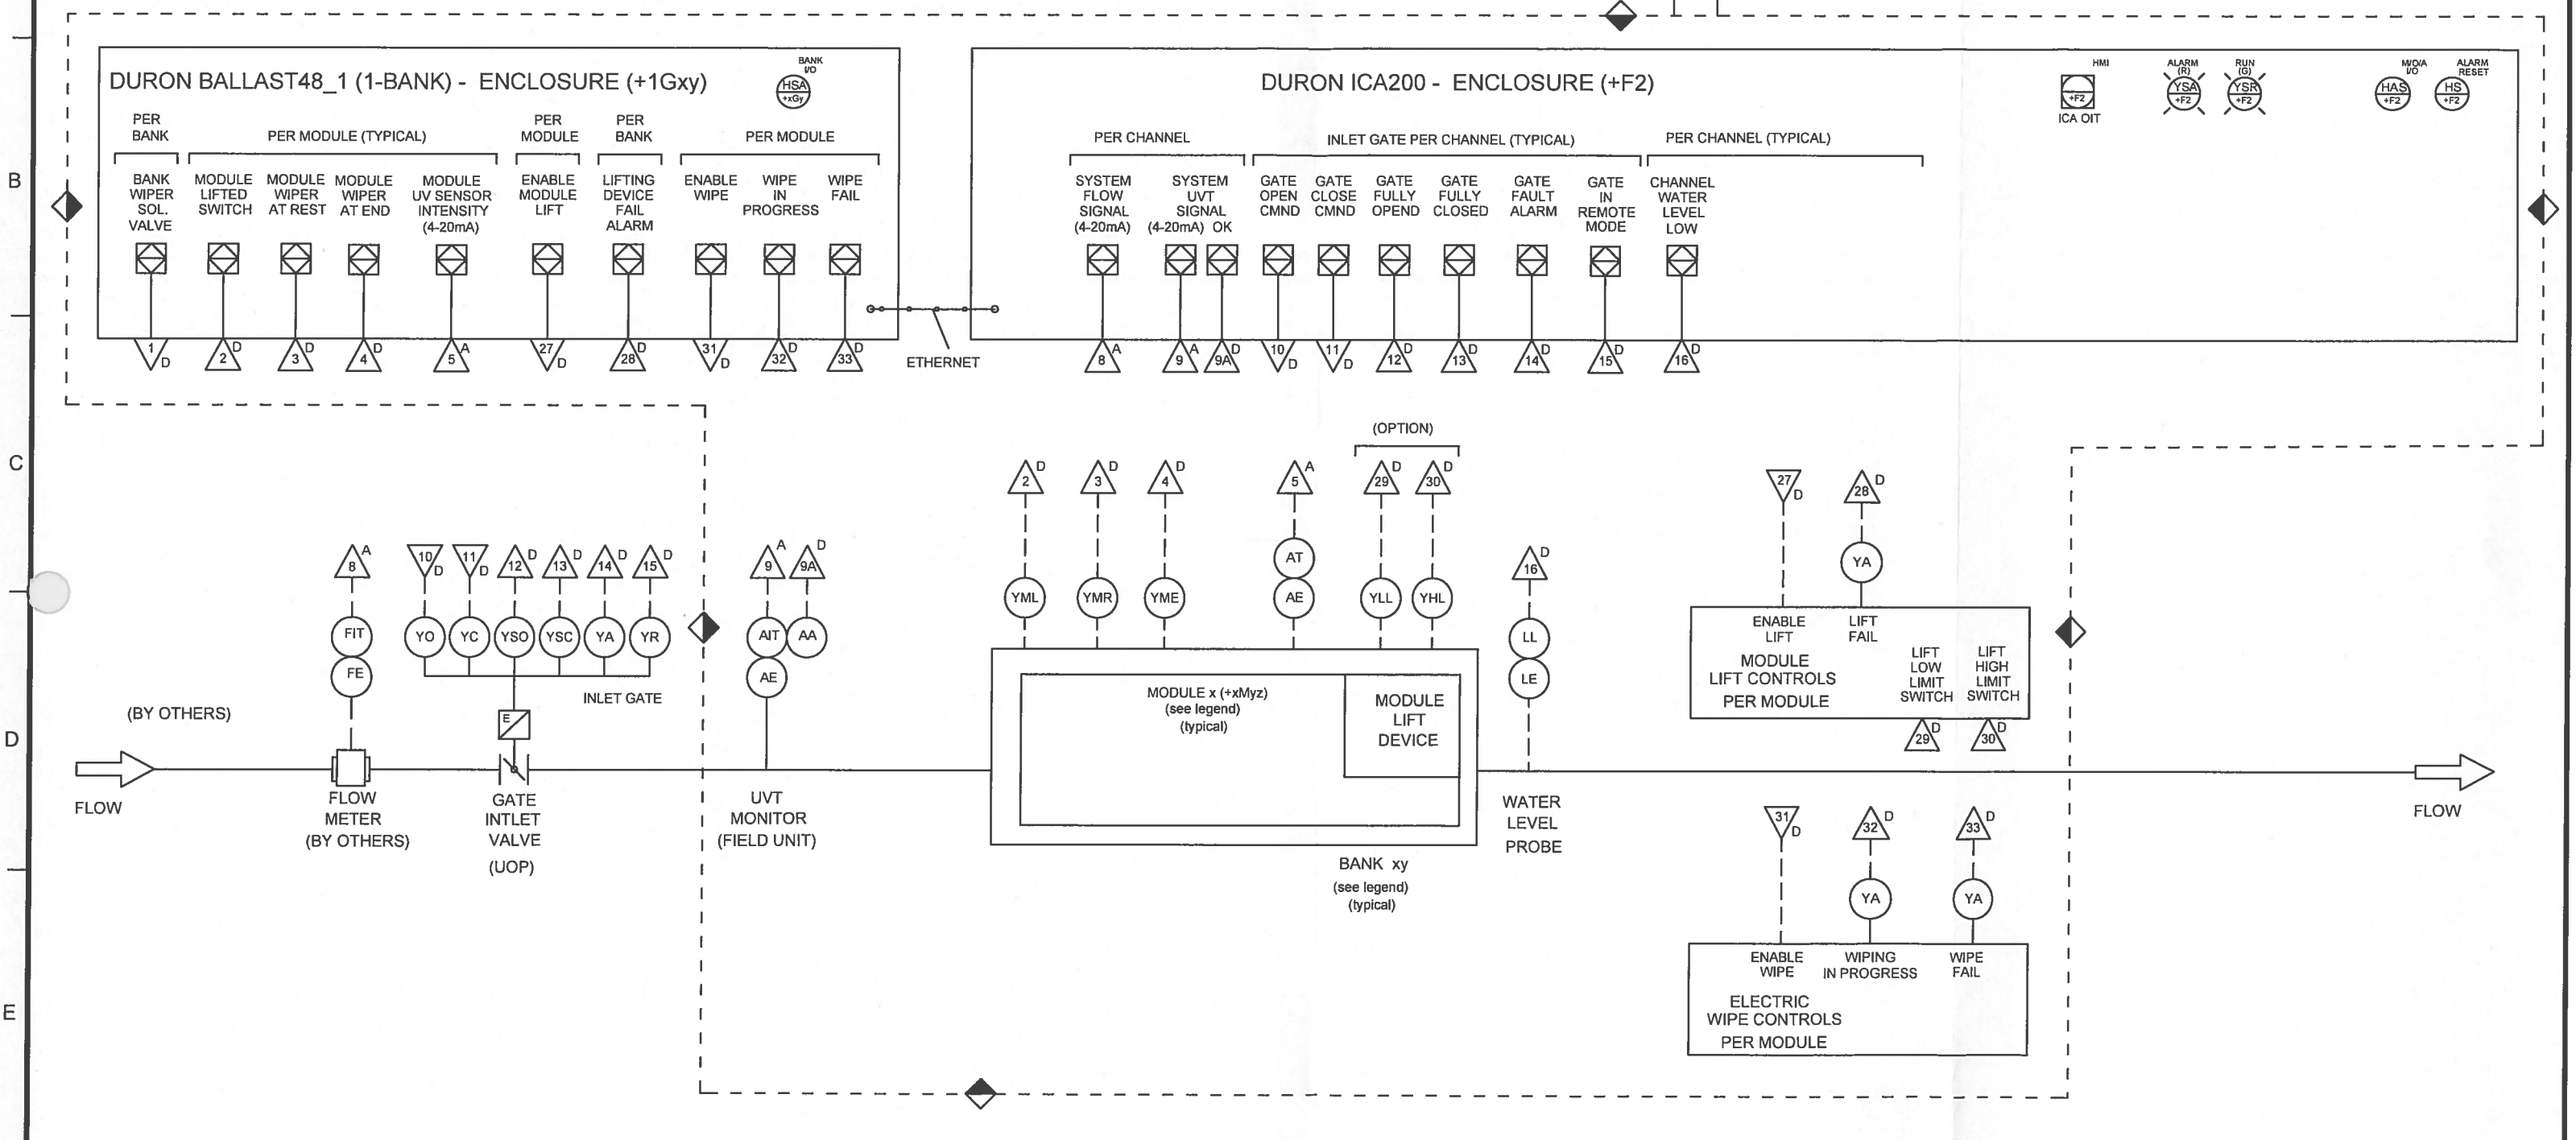 B
C
D
E
DURON BALLAST48_1 (1-BANK) - ENCLOSURE (+1Gxy)
BANK
I/O
HSA
+xGy
PER
BANK
PER MODULE (TYPICAL)
PER
MODULE
PER
BANK
PER MODULE
BANK
WIPER
SOL.
VALVE
MODULE
LIFTED
SWITCH
MODULE
WIPER
AT REST
MODULE
WIPER
AT END
MODULE
UV SENSOR
INTENSITY
(4-20mA)
ENABLE
MODULE
LIFT
LIFTING
DEVICE
FAIL
ALARM
ENABLE
WIPE
WIPE
IN
PROGRESS
WIPE
FAIL
1 D
2 D
3 D
4 D
5 A
27 D
28 D
31 D
32 D
33 D
ETHERNET
DURON ICA200 - ENCLOSURE (+F2)
HMI
+F2
ICA OIT
ALARM
(R)
YSA
+F2
RUN
(G)
YSR
+F2
M/O/A
I/O
HAS
+F2
ALARM
RESET
HS
+F2
PER CHANNEL
INLET GATE PER CHANNEL (TYPICAL)
PER CHANNEL (TYPICAL)
SYSTEM
FLOW
SIGNAL
(4-20mA)
SYSTEM
UVT
SIGNAL
(4-20mA) OK
GATE
OPEN
CMND
GATE
CLOSE
CMND
GATE
FULLY
OPEND
GATE
FULLY
CLOSED
GATE
FAULT
ALARM
GATE
IN
REMOTE
MODE
CHANNEL
WATER
LEVEL
LOW
8 A
9 A
9A D
10 D
11 D
12 D
13 D
14 D
15 D
16 D
(BY OTHERS)
FLOW
8 A
FIT
FE
FLOW
METER
(BY OTHERS)
10 D
11 D
12 D
13 D
14 D
15 D
YO
YC
YSO
YSC
YA
YR
INLET GATE
E
GATE
INTLET
VALVE
(UOP)
9 A
9A D
AIT
AA
AE
UVT
MONITOR
(FIELD UNIT)
(OPTION)
2 D
3 D
4 D
5 A
29 D
30 D
YML
YMR
YME
AT
AE
YLL
YHL
MODULE x (+xMyz)
(see legend)
(typical)
MODULE
LIFT
DEVICE
BANK xy
(see legend)
(typical)
16 D
LL
LE
WATER
LEVEL
PROBE
27 D
28 D
YA
ENABLE
LIFT
LIFT
FAIL
MODULE
LIFT CONTROLS
PER MODULE
LIFT
LOW
LIMIT
SWITCH
LIFT
HIGH
LIMIT
SWITCH
29 D
30 D
31 D
32 D
33 D
YA
YA
ENABLE
WIPE
WIPING
IN PROGRESS
WIPE
FAIL
ELECTRIC
WIPE CONTROLS
PER MODULE
FLOW